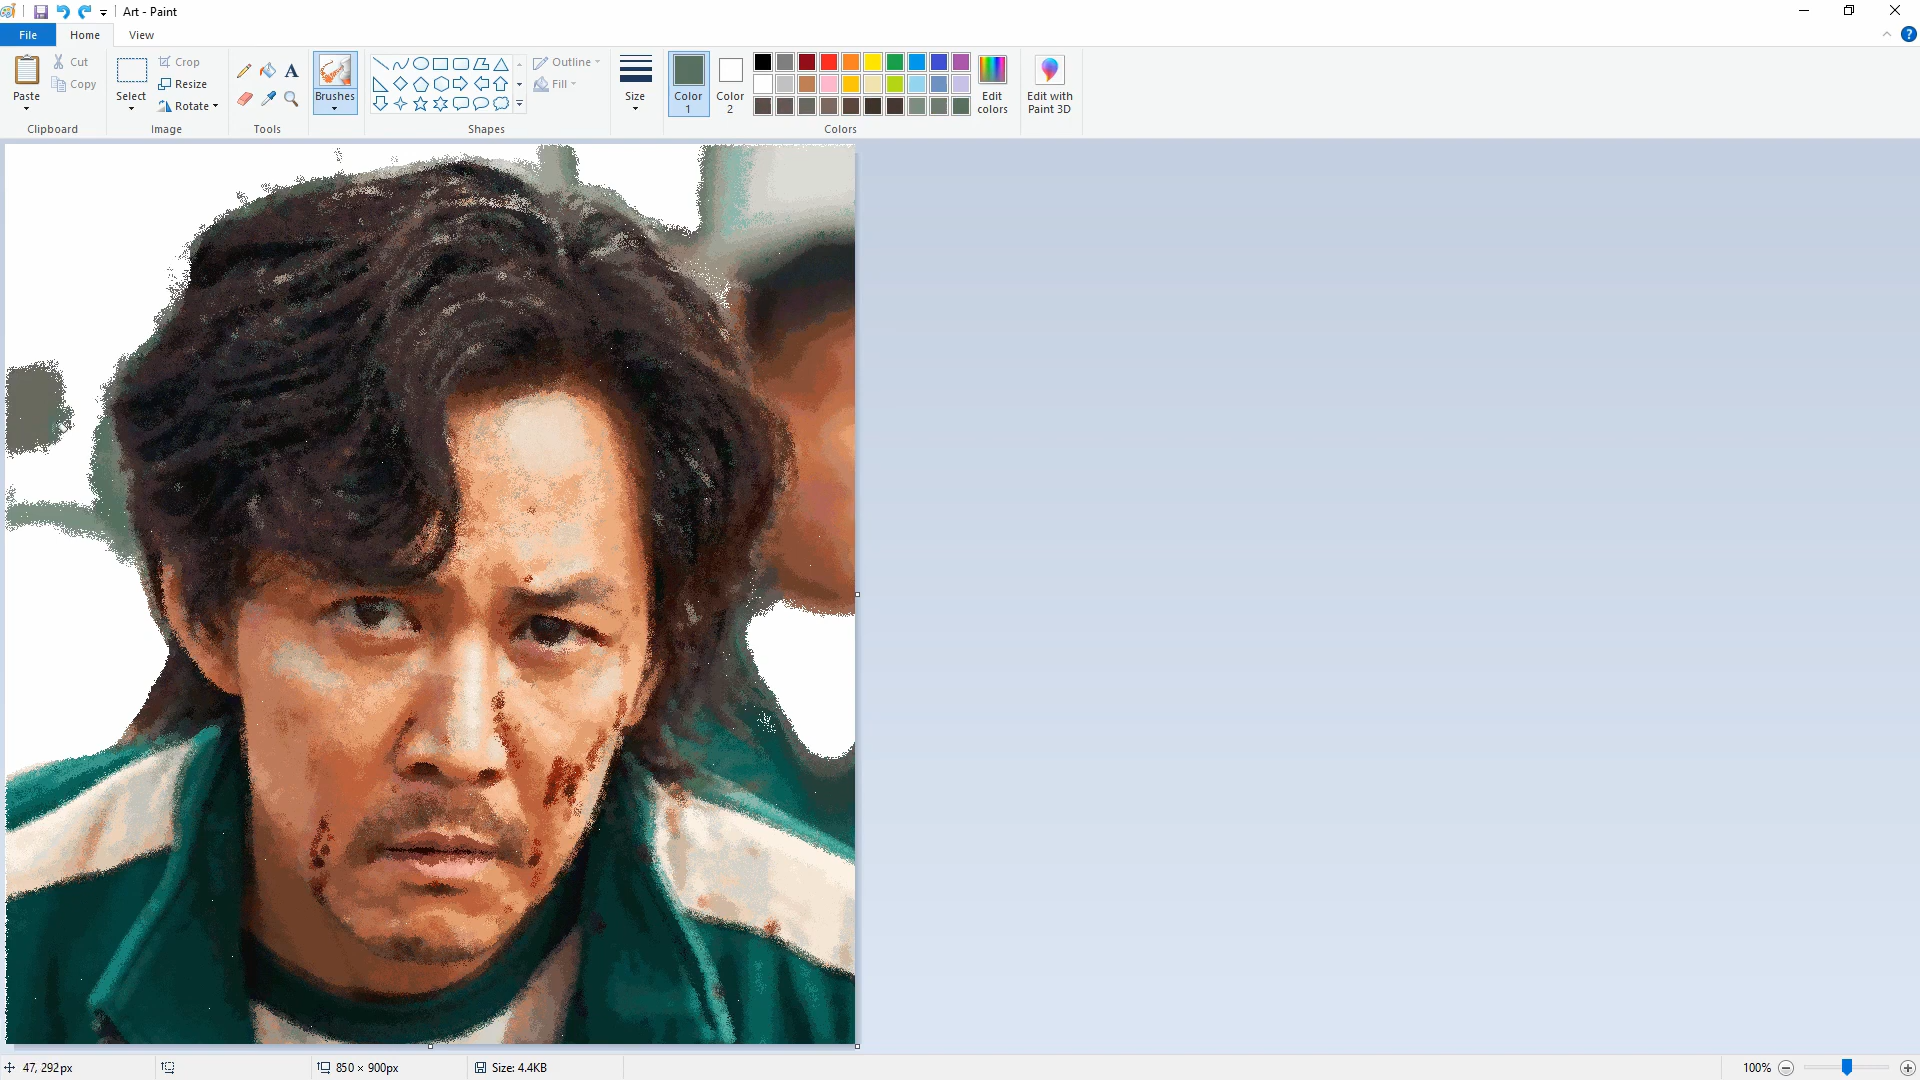 Art - Paint
File Home View
Paste
Cut
Copy
Clipboard
Select
Crop
Resize
Rotate
Image
A
Tools
Brushes
Shapes
Outline
Fill
Size
Color 1
Color 2
Edit colors
Colors
Edit with Paint 3D
?
47, 292px
850 × 900px
Size: 4.4KB
100%